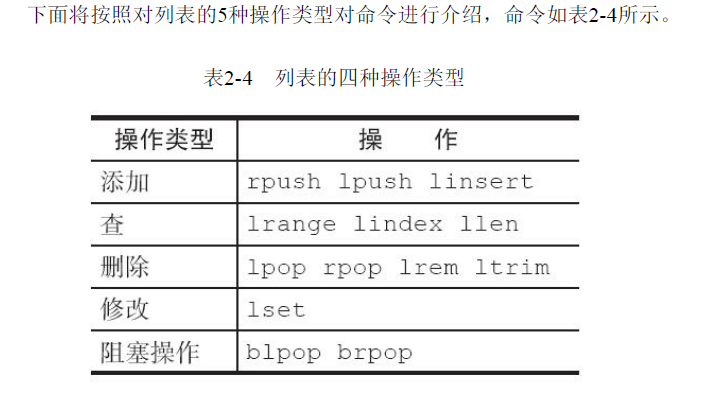 下面将按照对列表的5种操作类型对命令进行介绍，命令如表2-4所示。
表2-4 列表的四种操作类型
操作类型 操 作
添加 rpush lpush linsert
查 lrange lindex llen
删除 lpop rpop lrem ltrim
修改 lset
阻塞操作 blpop brpop